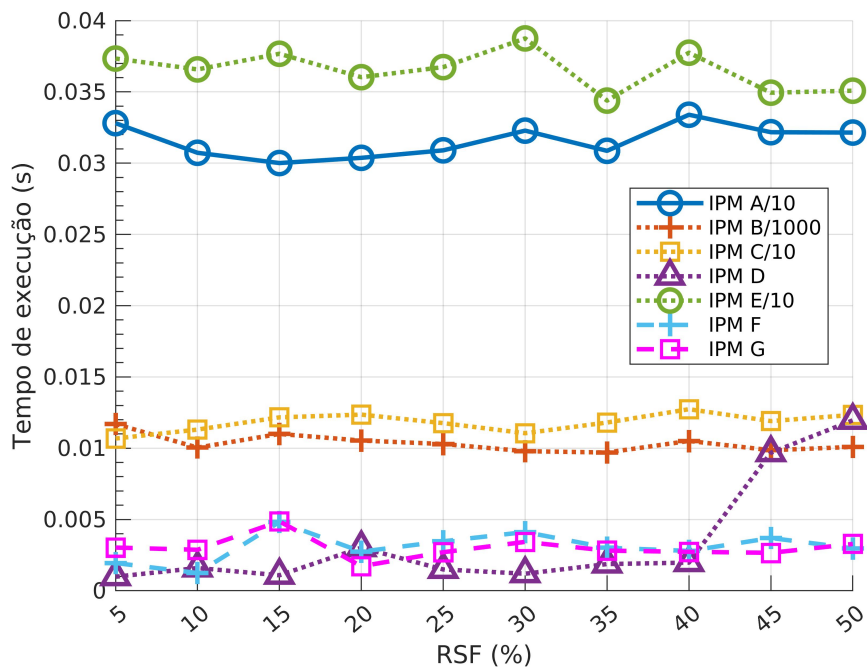 0.04
0.035
0.03
0.025
0.02
0.015
0.01
0.005
0
Tempo de execução (s)
IPM A/10
IPM B/1000
IPM C/10
IPM D
IPM E/10
IPM F
IPM G
5 10 15 20 25 30 35 40 45 50
RSF (%)